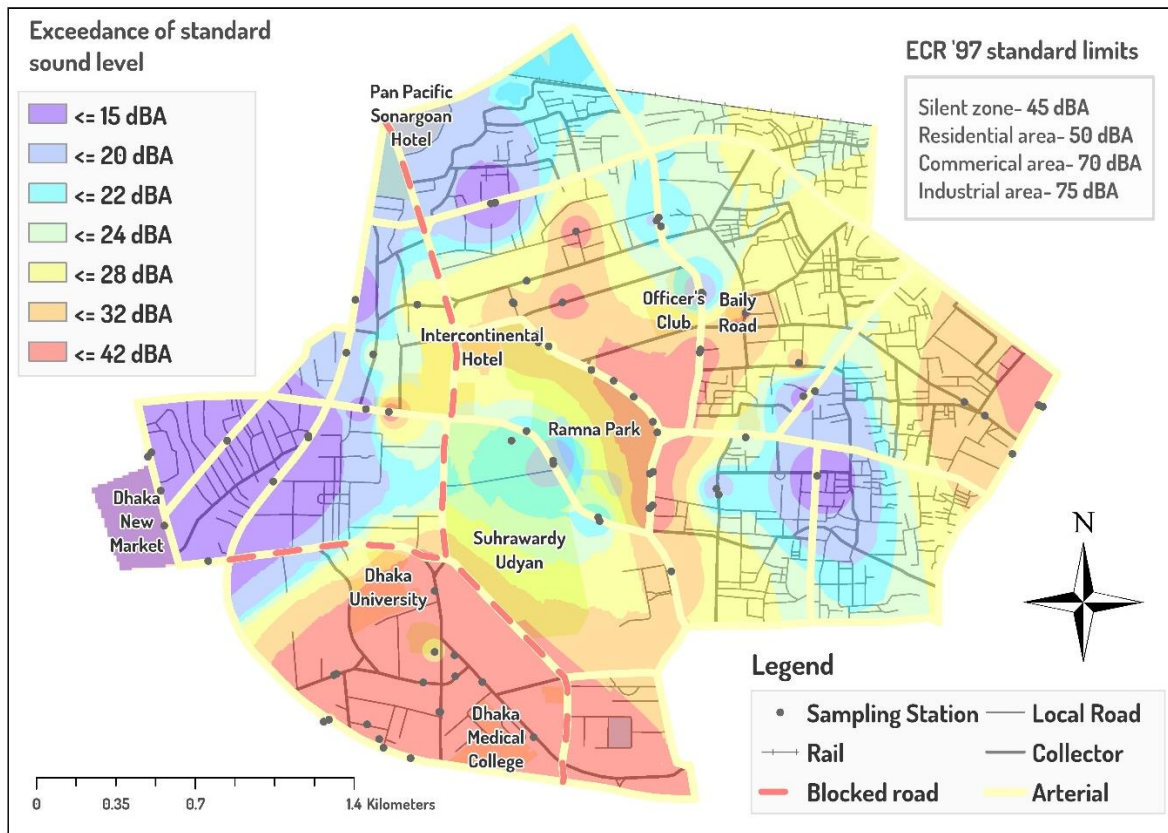 Exceedance of standard
sound level
<= 15 dBA
<= 20 dBA
<= 22 dBA
<= 24 dBA
<= 28 dBA
<= 32 dBA
<= 42 dBA
ECR '97 standard limits
Silent zone- 45 dBA
Residential area- 50 dBA
Commerical area- 70 dBA
Industrial area- 75 dBA
Pan Pacific
Sonargoan
Hotel
Officer's
Club
Baily
Road
Intercontinental
Hotel
Ramna Park
Dhaka
New
Market
Suhrawardy
Udyan
Dhaka
University
Dhaka
Medical
College
N
Legend
Sampling Station
Local Road
Rail
Collector
Blocked road
Arterial
0 0.35 0.7 1.4 Kilometers